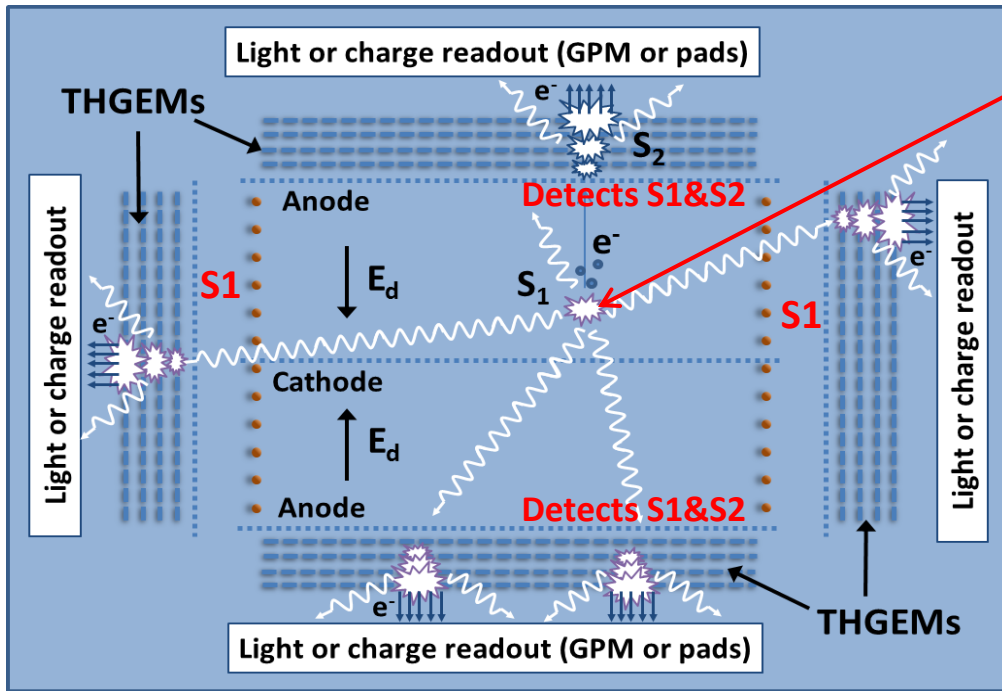 Light or charge readout (GPM or pads)
THGEMs
e-
S2
Anode
Detects S1&S2
e-
S1
Ed
S1
S1
Light or charge readout
e-
e-
Light or charge readout
Cathode
Ed
Anode
Detects S1&S2
e-
THGEMs
Light or charge readout (GPM or pads)